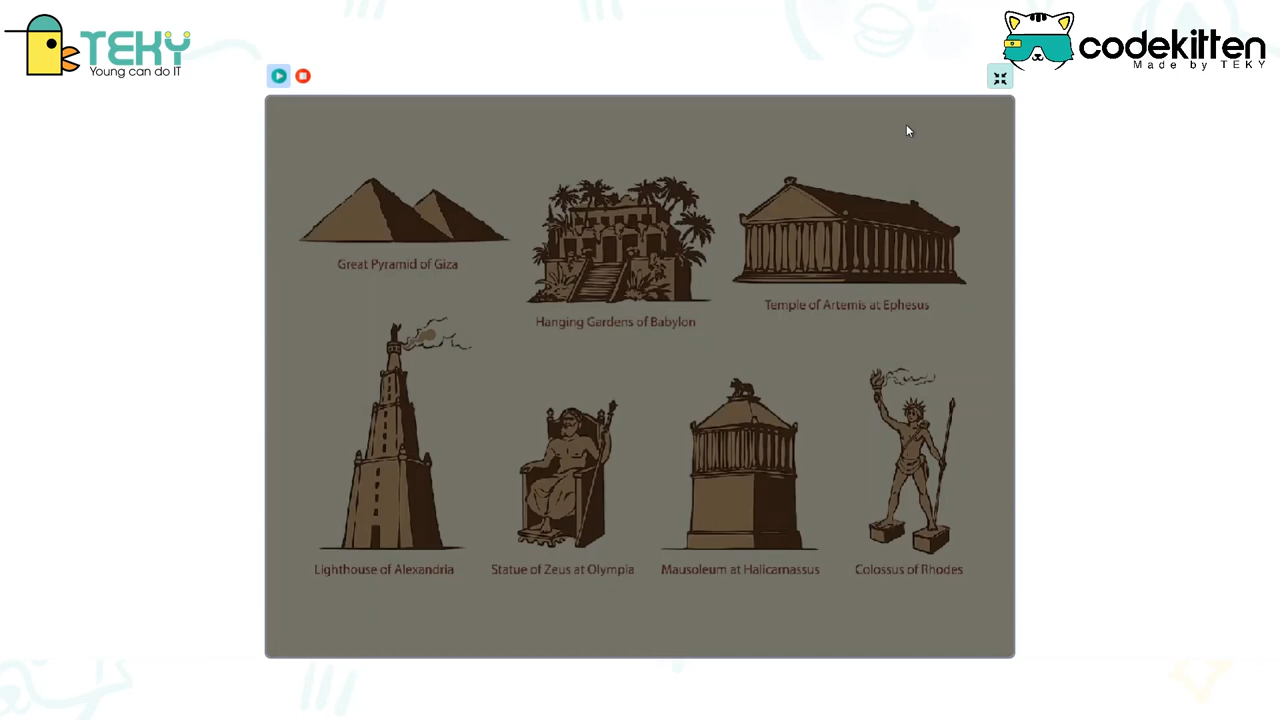 TEKY
Young can do IT
codekitten
Made by TEKY
Great Pyramid of Giza
Hanging Gardens of Babylon
Temple of Artemis at Ephesus
Lighthouse of Alexandria
Statue of Zeus at Olympia
Mausoleum at Halicarnassus
Colossus of Rhodes